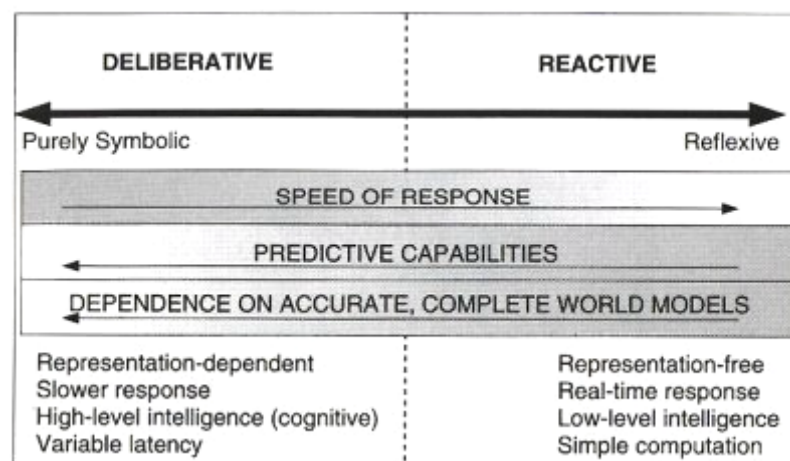 DELIBERATIVE
REACTIVE
Purely Symbolic
Reflexive
SPEED OF RESPONSE
PREDICTIVE CAPABILITIES
DEPENDENCE ON ACCURATE, COMPLETE WORLD MODELS
Representation-dependent
Slower response
High-level intelligence (cognitive)
Variable latency
Representation-free
Real-time response
Low-level intelligence
Simple computation